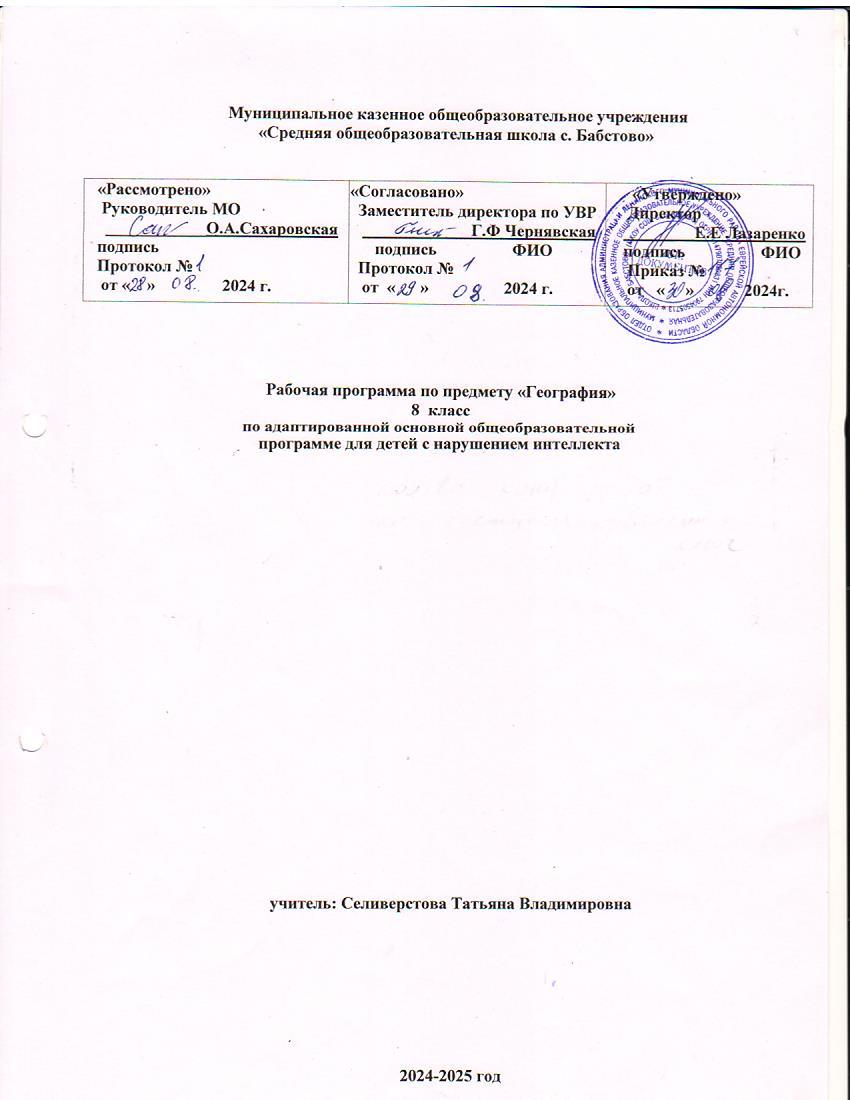 Муниципальное казенное общеобразовательное учреждения
«Средняя общеобразовательная школа с. Бабстово»
«Рассмотрено»
Руководитель МО
О.А.Сахаровская
подпись
Протокол №1
от «28» 08. 2024 г.
«Согласовано»
Заместитель директора по УВР
Г.Ф Чернявская
подпись ФИО
Протокол № 1
от «29» 08. 2024 г.
«Утверждено»
Директор
Е.Г Лазаренко
подпись ФИО
Приказ №
от «30» 2024г.
Рабочая программа по предмету «География»
8 класс
по адаптированной основной общеобразовательной
программе для детей с нарушением интеллекта
учитель: Селиверстова Татьяна Владимировна
2024-2025 год